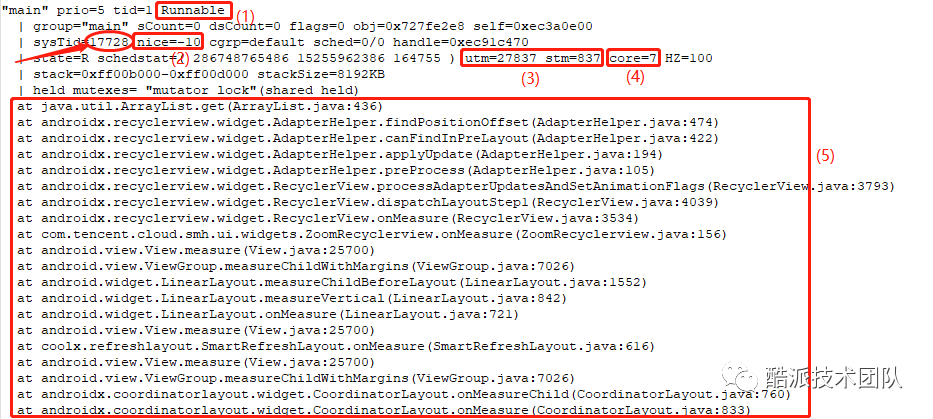 "main" prio=5 tid=1 Runnable (1)
| group="main" sCount=0 dsCount=0 flags=0 obj=0x727fe2e8 self=0xec3a0e00
| sysTid=17728 nice=-10 cgrp=default sched=0/0 handle=0xec91c470
| state=R schedstat=( 286748765486 15255962386 164755 ) utm=27837 stm=837 core=7 HZ=100
(2) (3) (4)
| stack=0xff00b000-0xff00d000 stackSize=8192KB
| held mutexes= "mutator lock"(shared held)
at java.util.ArrayList.get(ArrayList.java:436)
at androidx.recyclerview.widget.AdapterHelper.findPositionOffset(AdapterHelper.java:474)
at androidx.recyclerview.widget.AdapterHelper.canFindInPreLayout(AdapterHelper.java:422)
at androidx.recyclerview.widget.AdapterHelper.applyUpdate(AdapterHelper.java:194)
(5)
at androidx.recyclerview.widget.AdapterHelper.preProcess(AdapterHelper.java:105)
at androidx.recyclerview.widget.RecyclerView.processAdapterUpdatesAndSetAnimationFlags(RecyclerView.java:3793)
at androidx.recyclerview.widget.RecyclerView.dispatchLayoutStep1(RecyclerView.java:4039)
at androidx.recyclerview.widget.RecyclerView.onMeasure(RecyclerView.java:3534)
at com.tencent.cloud.smh.ui.widgets.ZoomRecyclerview.onMeasure(ZoomRecyclerview.java:156)
at android.view.View.measure(View.java:25700)
at android.view.ViewGroup.measureChildWithMargins(ViewGroup.java:7026)
at android.widget.LinearLayout.measureChildBeforeLayout(LinearLayout.java:1552)
at android.widget.LinearLayout.measureVertical(LinearLayout.java:842)
at android.widget.LinearLayout.onMeasure(LinearLayout.java:721)
at android.view.View.measure(View.java:25700)
at coolx.refreshlayout.SmartRefreshLayout.onMeasure(SmartRefreshLayout.java:616)
at android.view.View.measure(View.java:25700)
at android.view.ViewGroup.measureChildWithMargins(ViewGroup.java:7026)
at androidx.coordinatorlayout.widget.CoordinatorLayout.onMeasureChild(CoordinatorLayout.java:760)
at androidx.coordinatorlayout.widget.CoordinatorLayout.onMeasure(CoordinatorLayout.java:833)
酷派技术团队